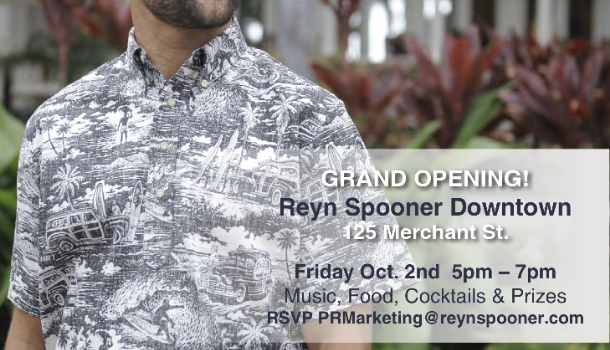 GRAND OPENING!
Reyn Spooner Downtown
125 Merchant St.
Friday Oct. 2nd 5pm – 7pm
Music, Food, Cocktails & Prizes
RSVP PRMarketing@reynspooner.com